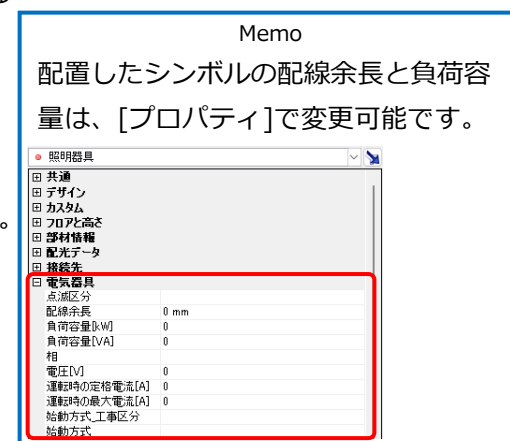 Memo
配置したシンボルの配線余長と負荷容
量は、[プロパティ]で変更可能です。
照明器具
共通
デザイン
カスタム
フロアと高さ
部材情報
配光データ
接続先
電気器具
点滅区分
配線余長 0 mm
負荷容量[kW] 0
負荷容量[VA] 0
相
電圧[V] 0
運転時の定格電流[A] 0
運転時の最大電流[A] 0
始動方式_工事区分
始動方式
。